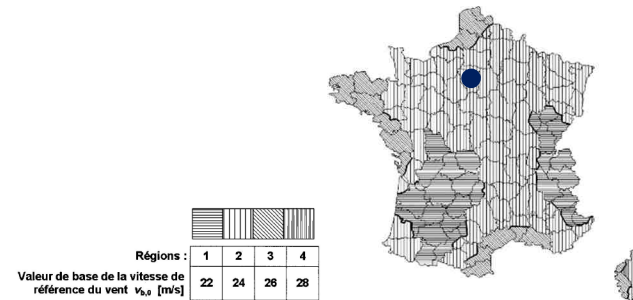 Régions : 1 2 3 4
Valeur de base de la vitesse de
référence du vent vb,0 [m/s] 22 24 26 28